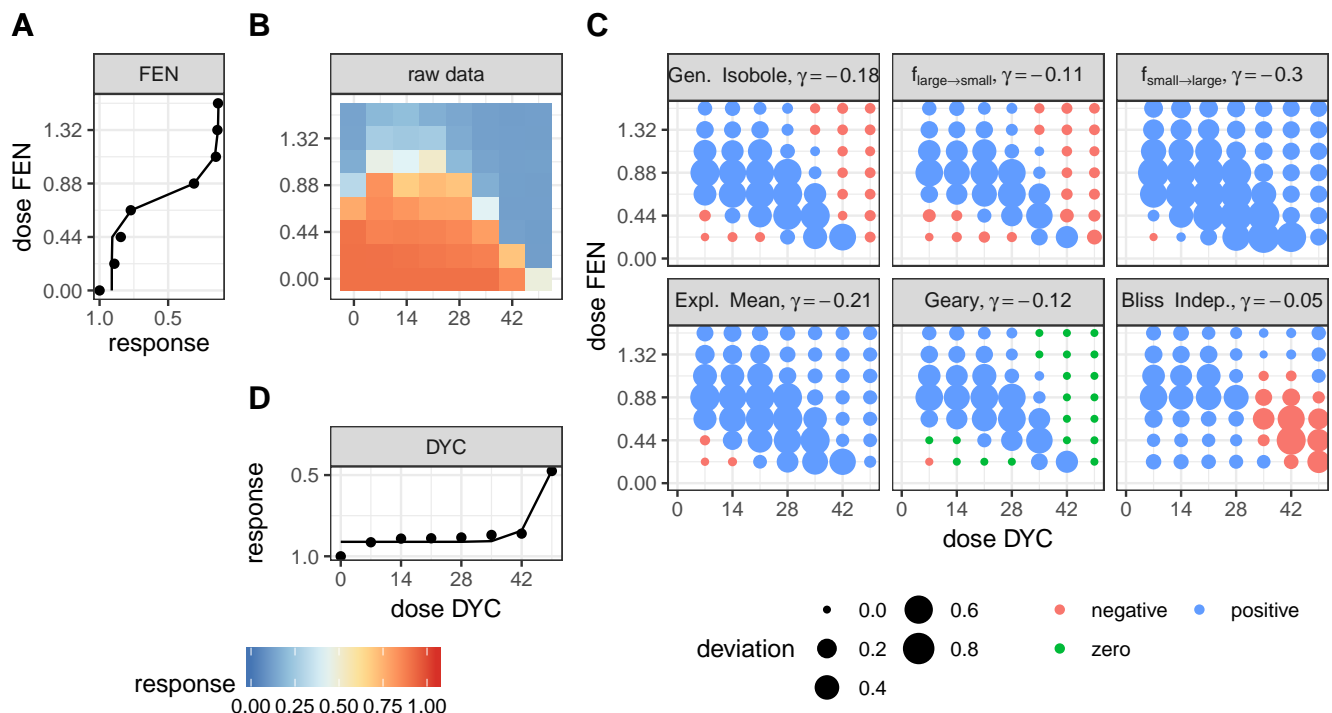 A
FEN
1.32
0.88
0.44
0.00
1.0 0.5
response
dose FEN
B
raw data
1.32
0.88
0.44
0.00
0 14 28 42
D
DYC
0.5
1.0
response
0 14 28 42
dose DYC
response
0.00 0.25 0.50 0.75 1.00
C
Gen. Isobole, γ=−0.18
f large→small, γ=−0.11
f small→large, γ=−0.3
1.32
0.88
0.44
0.00
dose FEN
Expl. Mean, γ=−0.21
Geary, γ=−0.12
Bliss Indep., γ=−0.05
1.32
0.88
0.44
0.00
0 14 28 42 0 14 28 42 0 14 28 42
dose DYC
deviation
0.0 0.6
0.2 0.8
0.4
negative positive
zero